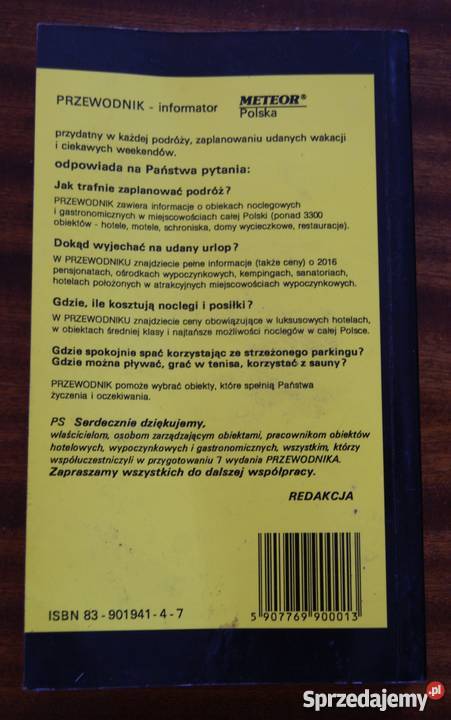 PRZEWODNIK - informator METEOR®
Polska
przydatny w każdej podróży, zaplanowaniu udanych wakacji
i ciekawych weekendów.
odpowiada na Państwa pytania:
Jak trafnie zaplanować podróż?
PRZEWODNIK zawiera informacje o obiekach noclegowych
i gastronomicznych w miejscowościach całej Polski (ponad 3300
obiektów - hotele, motele, schroniska, domy wycieczkowe, restauracje).
Dokąd wyjechać na udany urlop?
W PRZEWODNIKU znajdziecie pełne informacje (także ceny) o 2016
pensjonatach, ośrodkach wypoczynkowych, kempingach, sanatoriach,
hotelach położonych w atrakcyjnych miejscowościach wypoczynkowych.
Gdzie, ile kosztują noclegi i posiłki?
W PRZEWODNIKU znajdziecie ceny obowiązujące w luksusowych hotelach,
w obiektach średniej klasy i najtańsze możliwości noclegów w całej Polsce.
Gdzie spokojnie spać korzystając ze strzeżonego parkingu?
Gdzie można pływać, grać w tenisa, korzystać z sauny?
PRZEWODNIK pomoże wybrać obiekty, które spełnią Państwa
życzenia i oczekiwania.
PS Serdecznie dziękujemy,
właścicielom, osobom zarządzającym obiektami, pracownikom obiektów
hotelowych, wypoczynkowych i gastronomicznych, wszystkim, którzy
współuczestniczyli w przygotowaniu 7 wydania PRZEWODNIKA.
Zapraszamy wszystkich do dalszej współpracy.
REDAKCJA
ISBN 83-901941-4-7
5 907769 900013
Sprzedajemy.pl